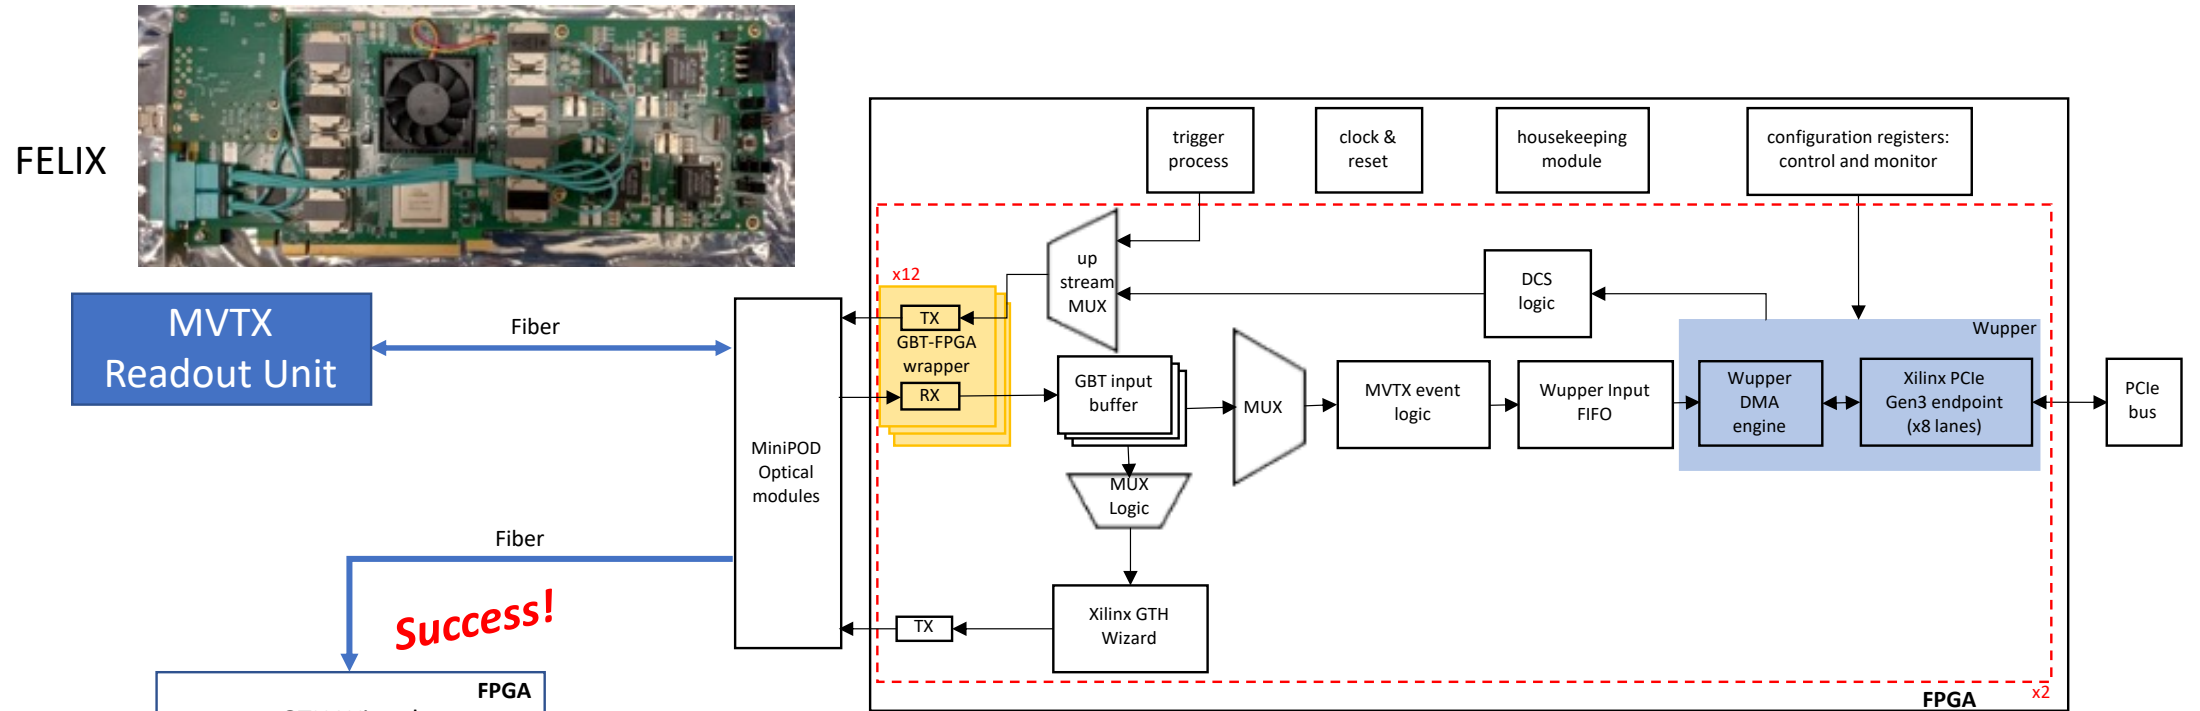 FELIX
MVTX
Readout Unit
Fiber
Fiber
Success!
FPGA
MiniPOD
Optical
modules
trigger
process
clock &
reset
housekeeping
module
configuration registers:
control and monitor
x12
TX
GBT-FPGA
wrapper
RX
up
stream
MUX
DCS
logic
GBT input
buffer
MUX
MVTX event
logic
Wupper Input
FIFO
Wupper
Wupper
DMA
engine
Xilinx PCIe
Gen3 endpoint
(x8 lanes)
PCIe
bus
MUX
Logic
TX
Xilinx GTH
Wizard
x2
FPGA